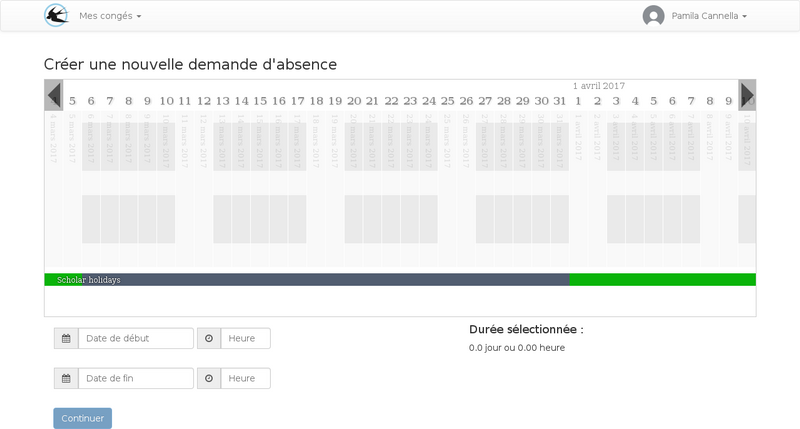 Mes congés
Pamila Cannella
Créer une nouvelle demande d'absence
1 avril 2017
5 6 7 8 9 10 11 12 13 14 15 16 17 18 19 20 21 22 23 24 25 26 27 28 29 30 31 1 2 3 4 5 6 7 8 9 10
4 mars 2017
5 mars 2017
6 mars 2017
7 mars 2017
8 mars 2017
9 mars 2017
10 mars 2017
11 mars 2017
12 mars 2017
13 mars 2017
14 mars 2017
15 mars 2017
16 mars 2017
17 mars 2017
18 mars 2017
19 mars 2017
20 mars 2017
21 mars 2017
22 mars 2017
23 mars 2017
24 mars 2017
25 mars 2017
26 mars 2017
27 mars 2017
28 mars 2017
29 mars 2017
30 mars 2017
31 mars 2017
1 avril 2017
2 avril 2017
3 avril 2017
4 avril 2017
5 avril 2017
6 avril 2017
7 avril 2017
8 avril 2017
9 avril 2017
10 avril 2017
Scholar holidays
Date de début
Heure
Durée sélectionnée :
0.0 jour ou 0.00 heure
Date de fin
Heure
Continuer